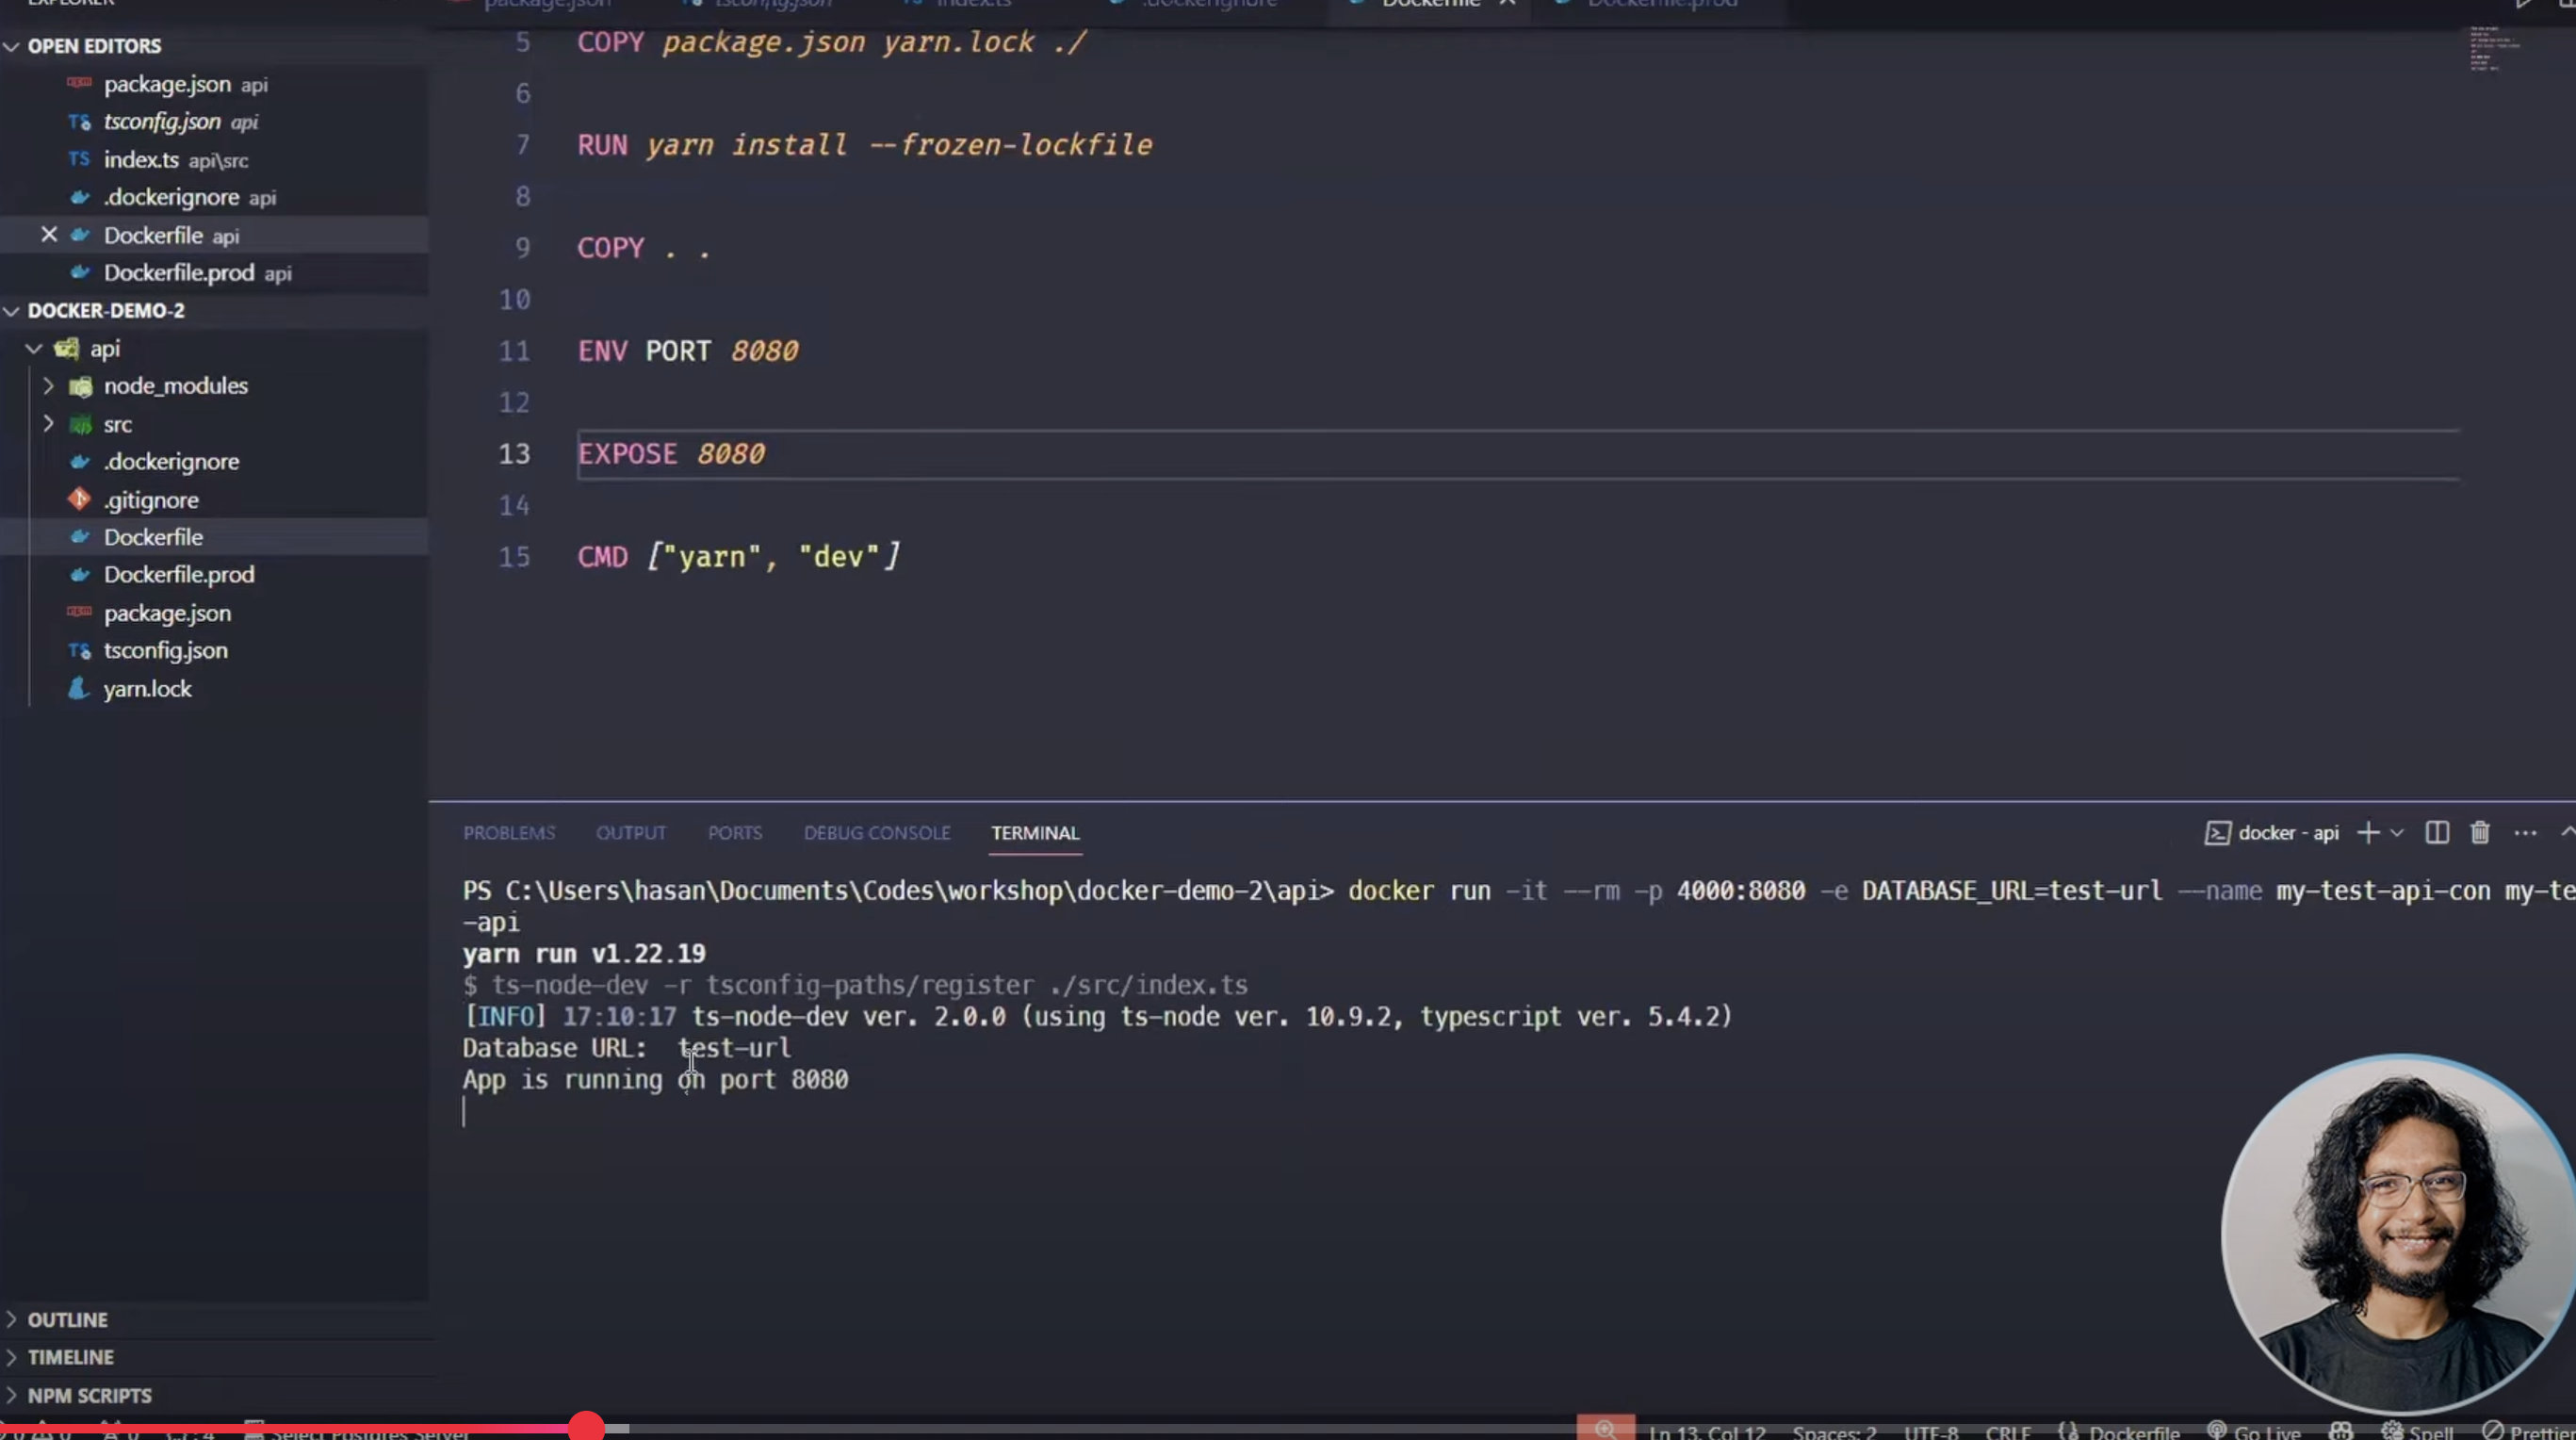 EXPLORER
package.json
tsconfig.json
index.ts
.dockerignore
Dockerfile
Dockerfile.prod
OPEN EDITORS
package.json api
tsconfig.json api
index.ts api\src
.dockerignore api
Dockerfile api
Dockerfile.prod api
DOCKER-DEMO-2
api
node_modules
src
.dockerignore
.gitignore
Dockerfile
Dockerfile.prod
package.json
tsconfig.json
yarn.lock
OUTLINE
TIMELINE
NPM SCRIPTS
5 COPY package.json yarn.lock ./
6
7 RUN yarn install --frozen-lockfile
8
9 COPY . .
10
11 ENV PORT 8080
12
13 EXPOSE 8080
14
15 CMD ["yarn", "dev"]
PROBLEMS OUTPUT PORTS DEBUG CONSOLE TERMINAL
docker - api
PS C:\Users\hasan\Documents\Codes\workshop\docker-demo-2\api> docker run -it --rm -p 4000:8080 -e DATABASE_URL=test-url --name my-test-api-con my-te
-api
yarn run v1.22.19
$ ts-node-dev -r tsconfig-paths/register ./src/index.ts
[INFO] 17:10:17 ts-node-dev ver. 2.0.0 (using ts-node ver. 10.9.2, typescript ver. 5.4.2)
Database URL:  test-url
App is running on port 8080
Select Postgres Server
Ln 13, Col 12 Spaces: 2 UTF-8 CRLF Dockerfile Go Live Spell Prettie